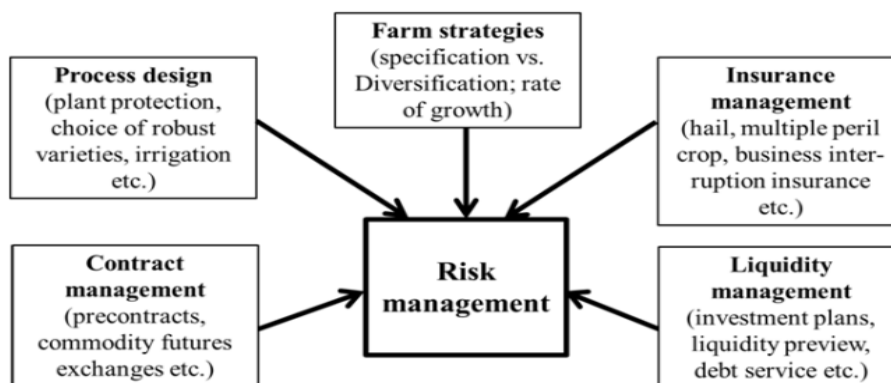 Farm strategies
(specification vs.
Diversification; rate
of growth)
Process design
(plant protection,
choice of robust
varieties, irrigation
etc.)
Insurance
management
(hail, multiple peril
crop, business inter-
ruption insurance
etc.)
Risk
management
Contract
management
(precontracts,
commodity futures
exchanges etc.)
Liquidity
management
(investment plans,
liquidity preview,
debt service etc.)